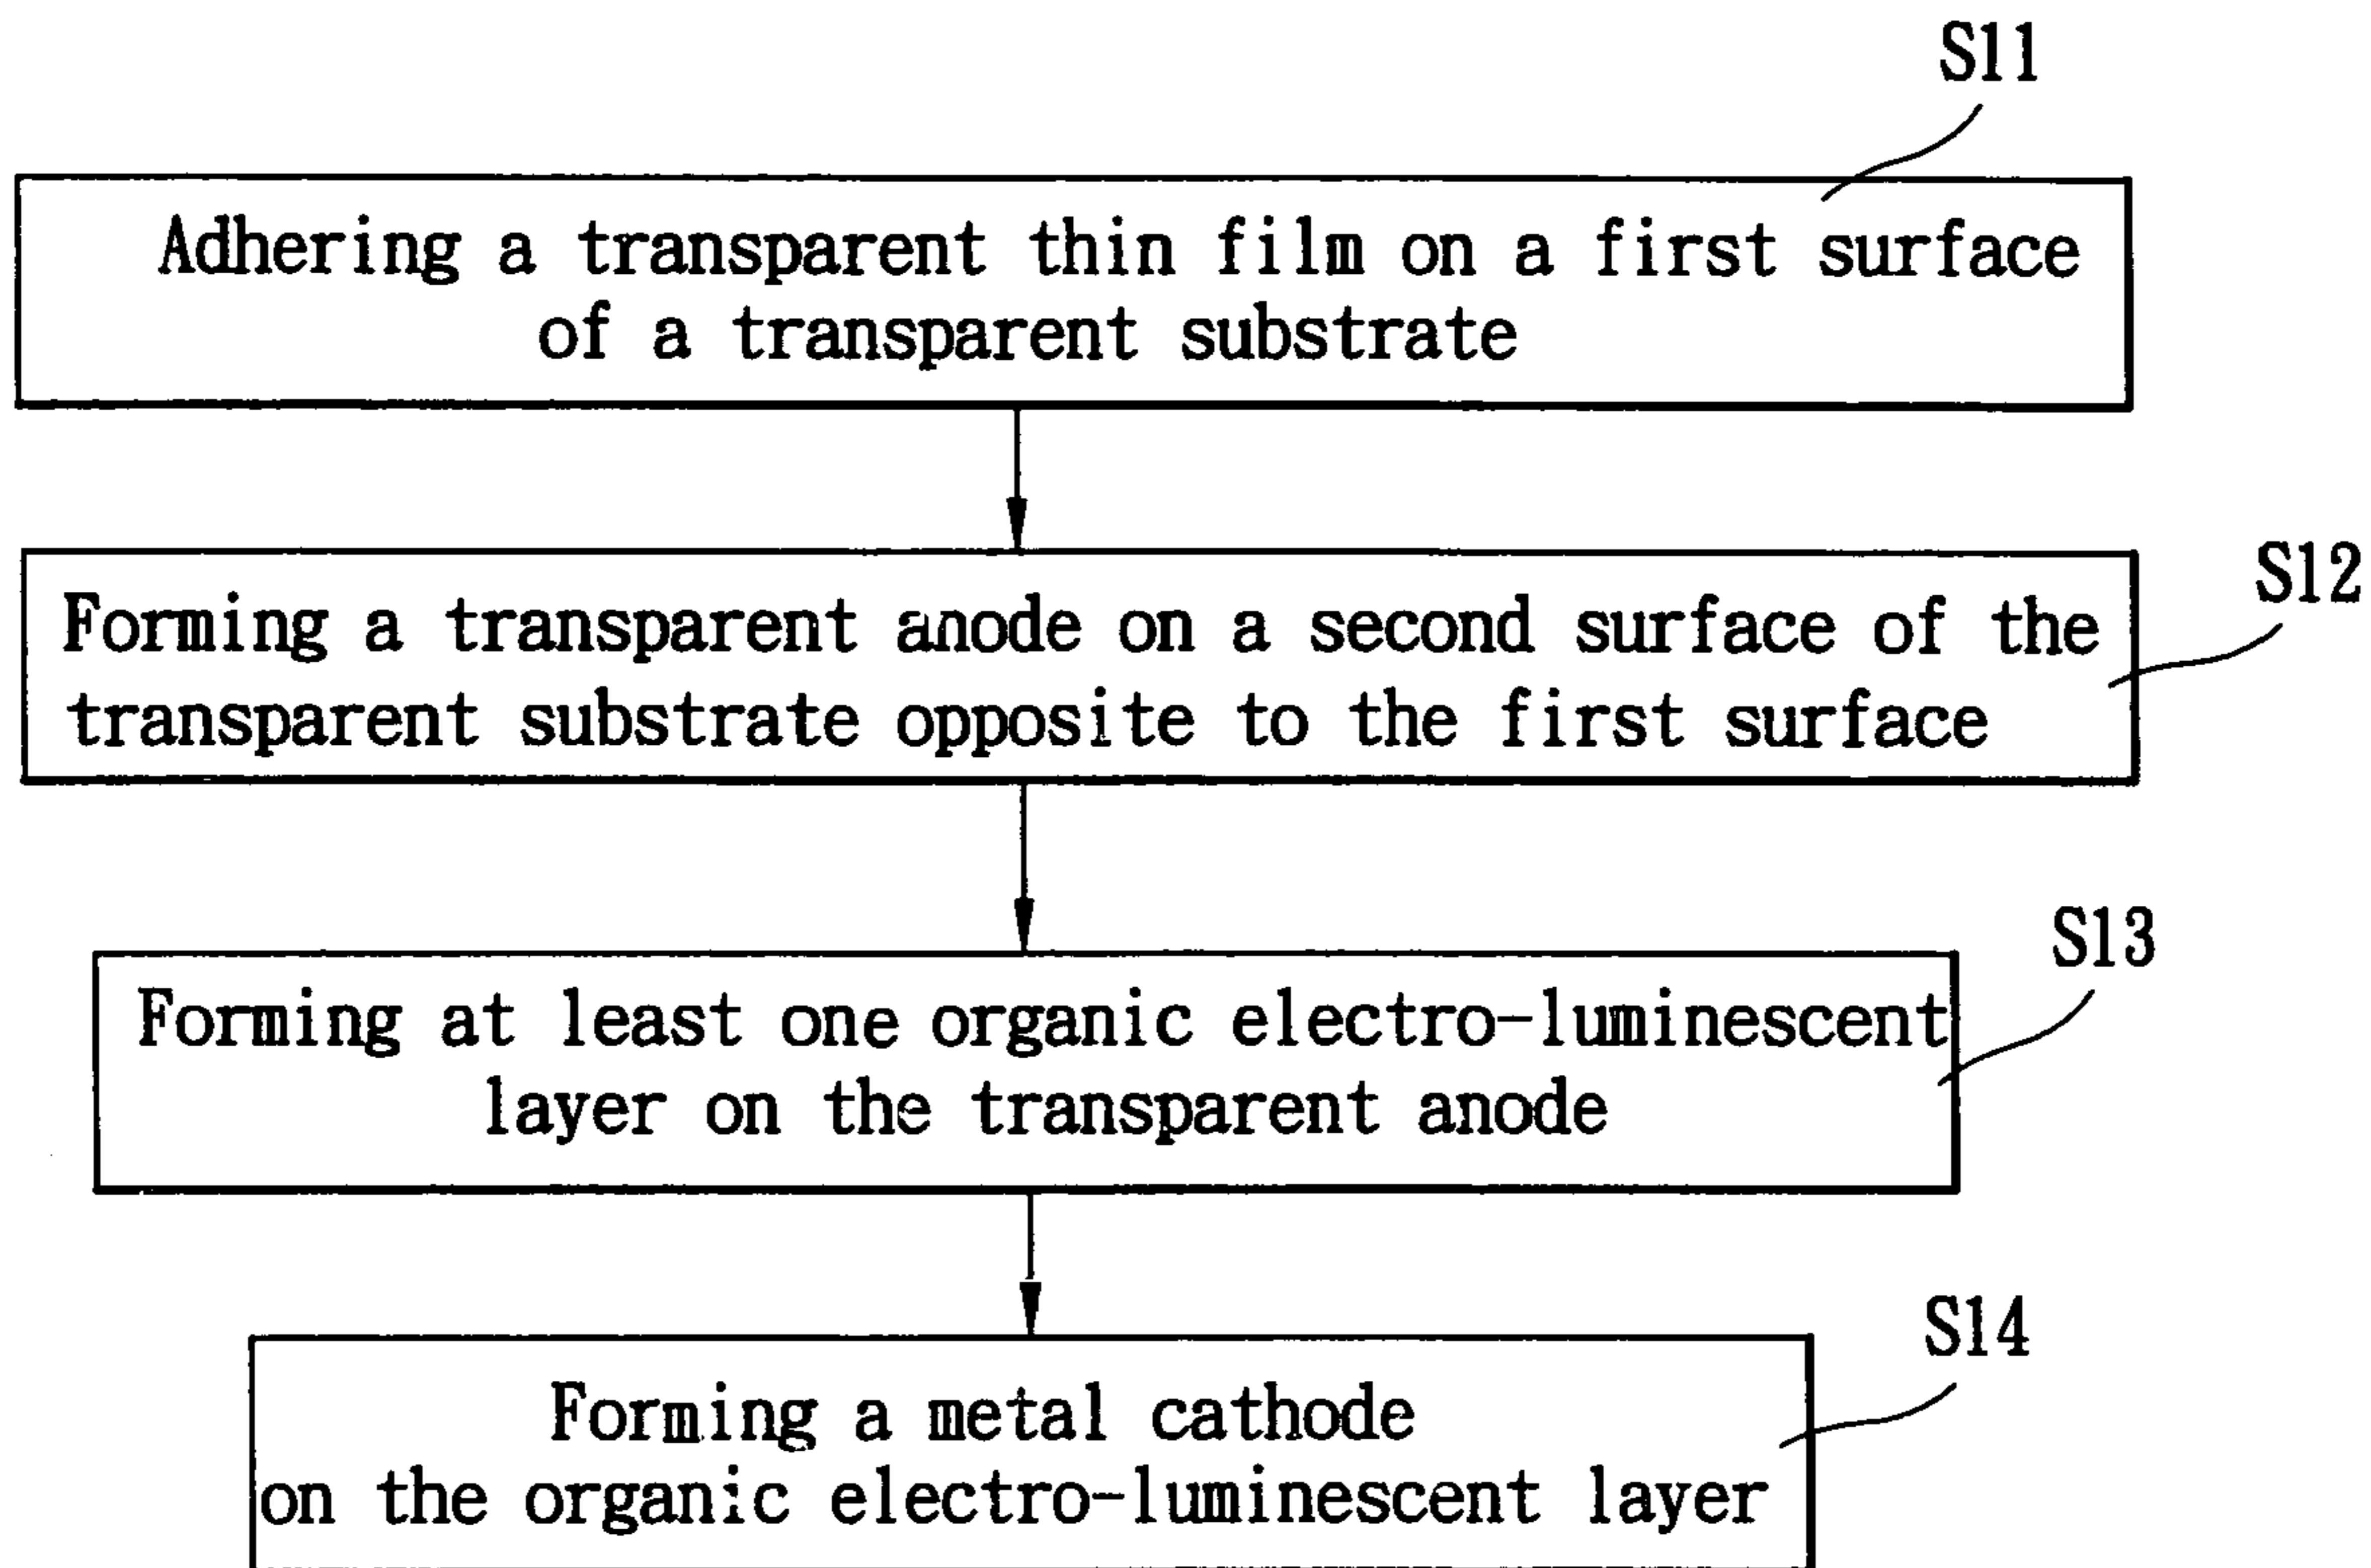 S11
Adhering a transparent thin film on a first surface
of a transparent substrate
S12
Forming a transparent anode on a second surface of the
transparent substrate opposite to the first surface
S13
Forming at least one organic electro-luminescent
layer on the transparent anode
S14
Forming a metal cathode
on the organic electro-luminescent layer